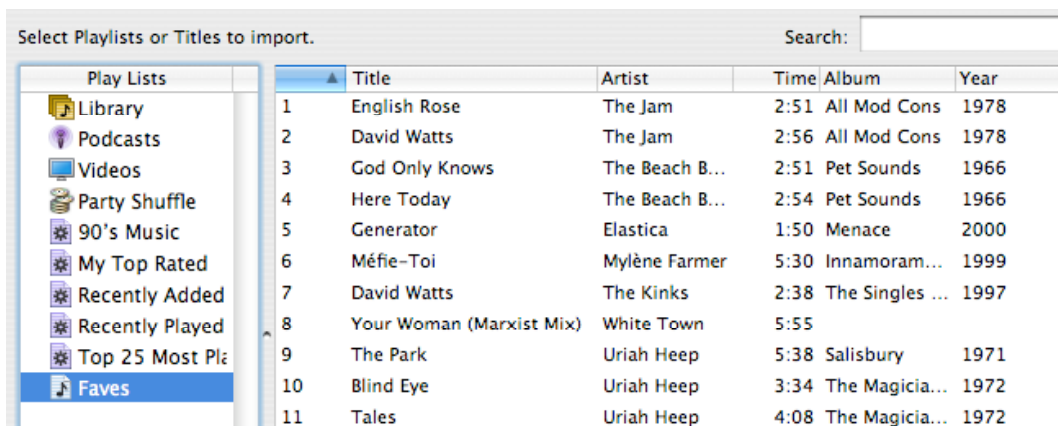 Select Playlists or Titles to import.
Search:
Play Lists
Library
Podcasts
Videos
Party Shuffle
90's Music
My Top Rated
Recently Added
Recently Played
Top 25 Most Pla
Faves
Title Artist Time Album Year
1 English Rose The Jam 2:51 All Mod Cons 1978
2 David Watts The Jam 2:56 All Mod Cons 1978
3 God Only Knows The Beach B... 2:51 Pet Sounds 1966
4 Here Today The Beach B... 2:54 Pet Sounds 1966
5 Generator Elastica 1:50 Menace 2000
6 Méfie-Toi Mylène Farmer 5:30 Innamoram... 1999
7 David Watts The Kinks 2:38 The Singles ... 1997
8 Your Woman (Marxist Mix) White Town 5:55
9 The Park Uriah Heep 5:38 Salisbury 1971
10 Blind Eye Uriah Heep 3:34 The Magicia... 1972
11 Tales Uriah Heep 4:08 The Magicia... 1972